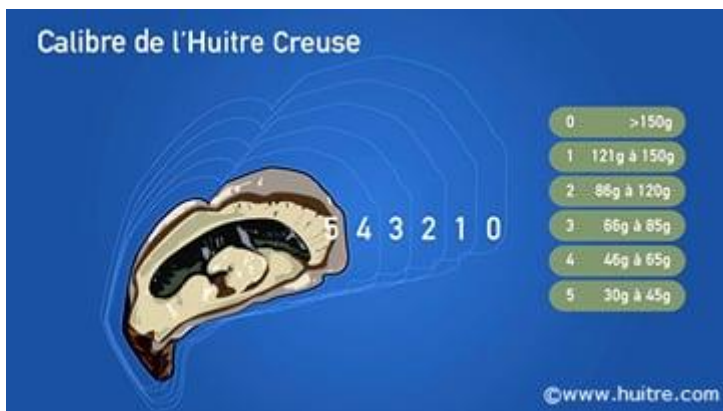 Calibre de l'Huitre Creuse
5 4 3 2 1 0
0 >150g
1 121g à 150g
2 86g à 120g
3 66g à 85g
4 46g à 65g
5 30g à 45g
©www.huitre.com